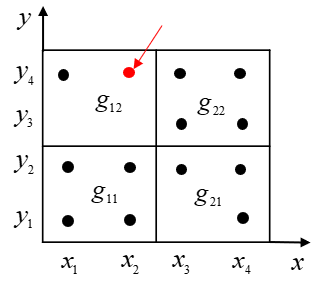 y
y₄
g₁₂
g₂₂
y₃
y₂
g₁₁
g₂₁
y₁
x₁ x₂ x₃ x₄ x